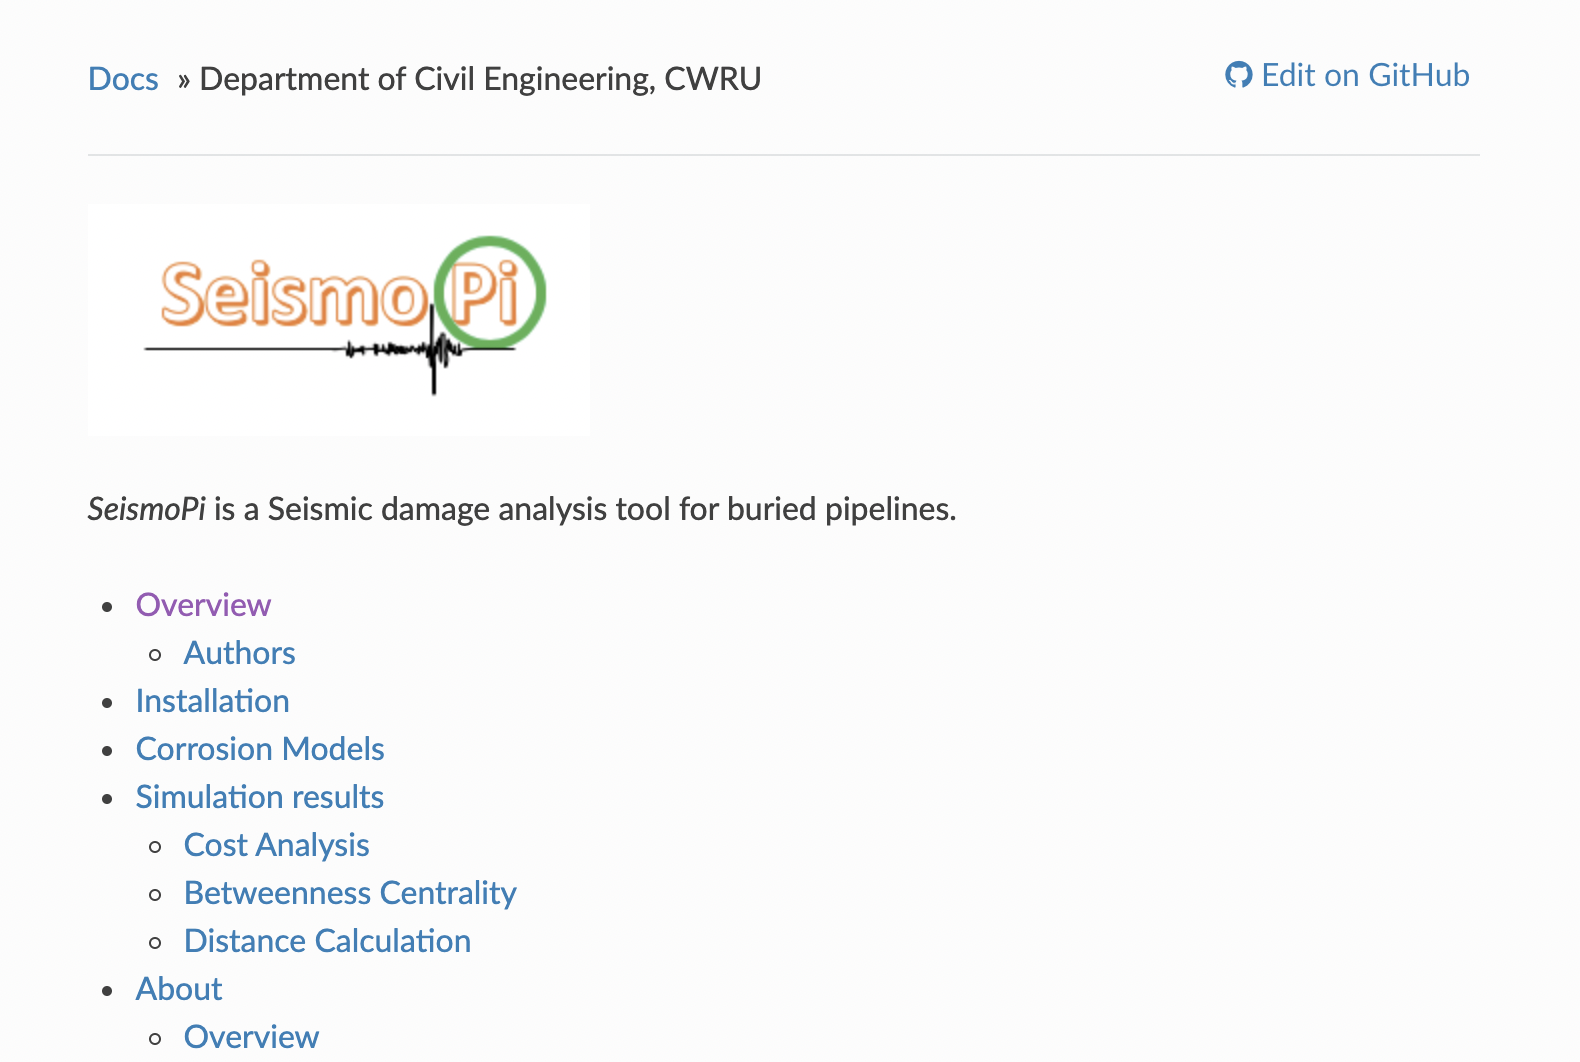 Docs » Department of Civil Engineering, CWRU
Edit on GitHub
SeismoPi
SeismoPi is a Seismic damage analysis tool for buried pipelines.
Overview
Authors
Installation
Corrosion Models
Simulation results
Cost Analysis
Betweenness Centrality
Distance Calculation
About
Overview